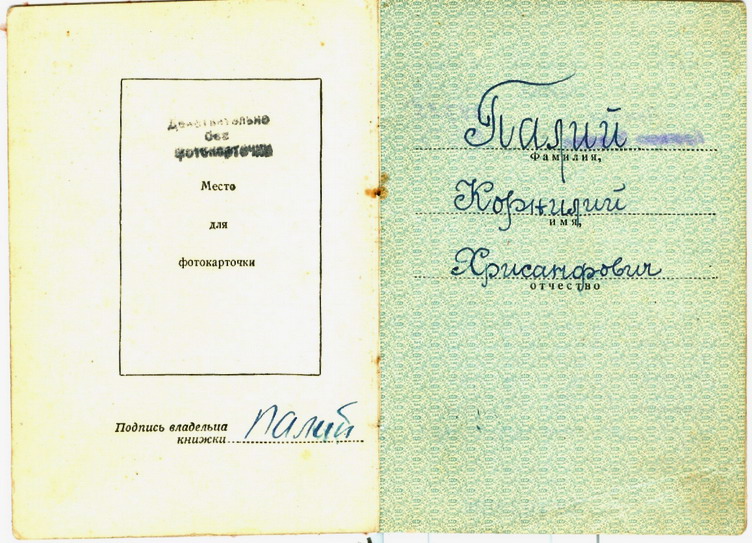 Действительно
без
фотокарточки
Место
для
фотокарточки
Подпись владельца
книжки Палий
Палий
Фамилия,
Корнилий
имя,
Хрисанфович
отчество